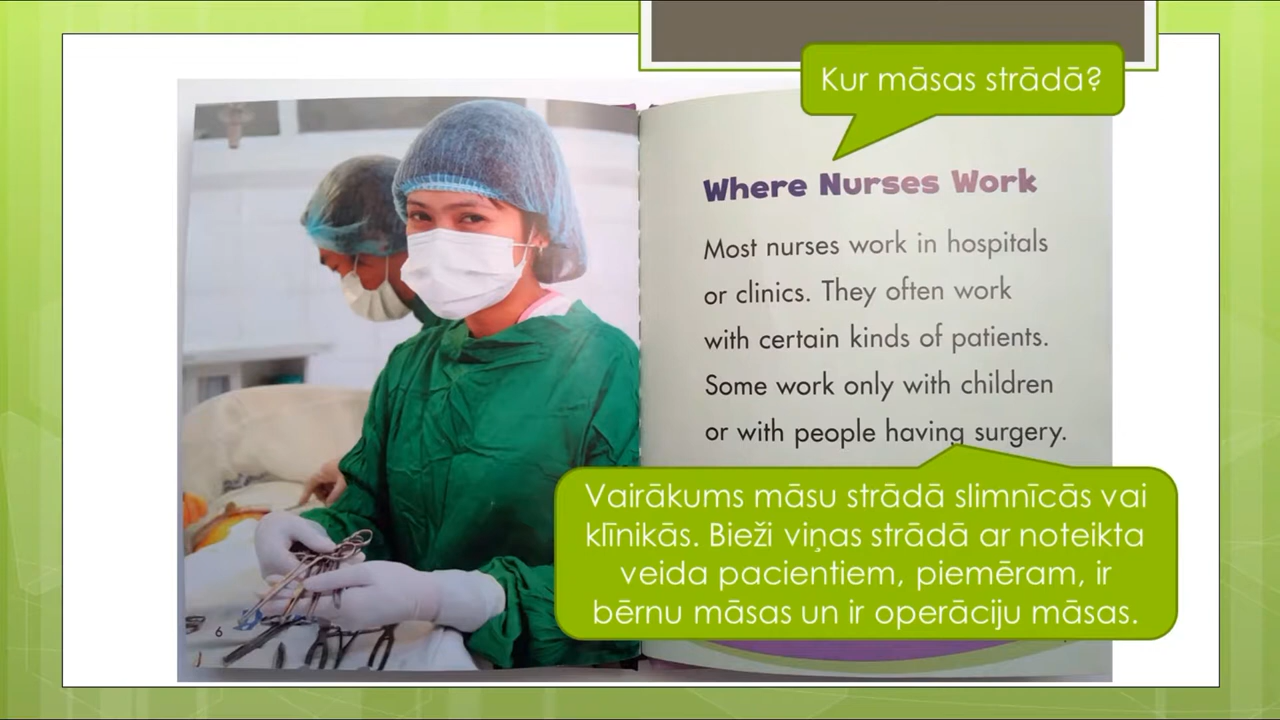 Kur māsas strādā?
Where Nurses Work
Most nurses work in hospitals
or clinics. They often work
with certain kinds of patients.
Some work only with children
or with people having surgery.
Vairākums māsu strādā slimnīcās vai
klīnikās. Bieži viņas strādā ar noteikta
veida pacientiem, piemēram, ir
bērnu māsas un ir operāciju māsas.
6